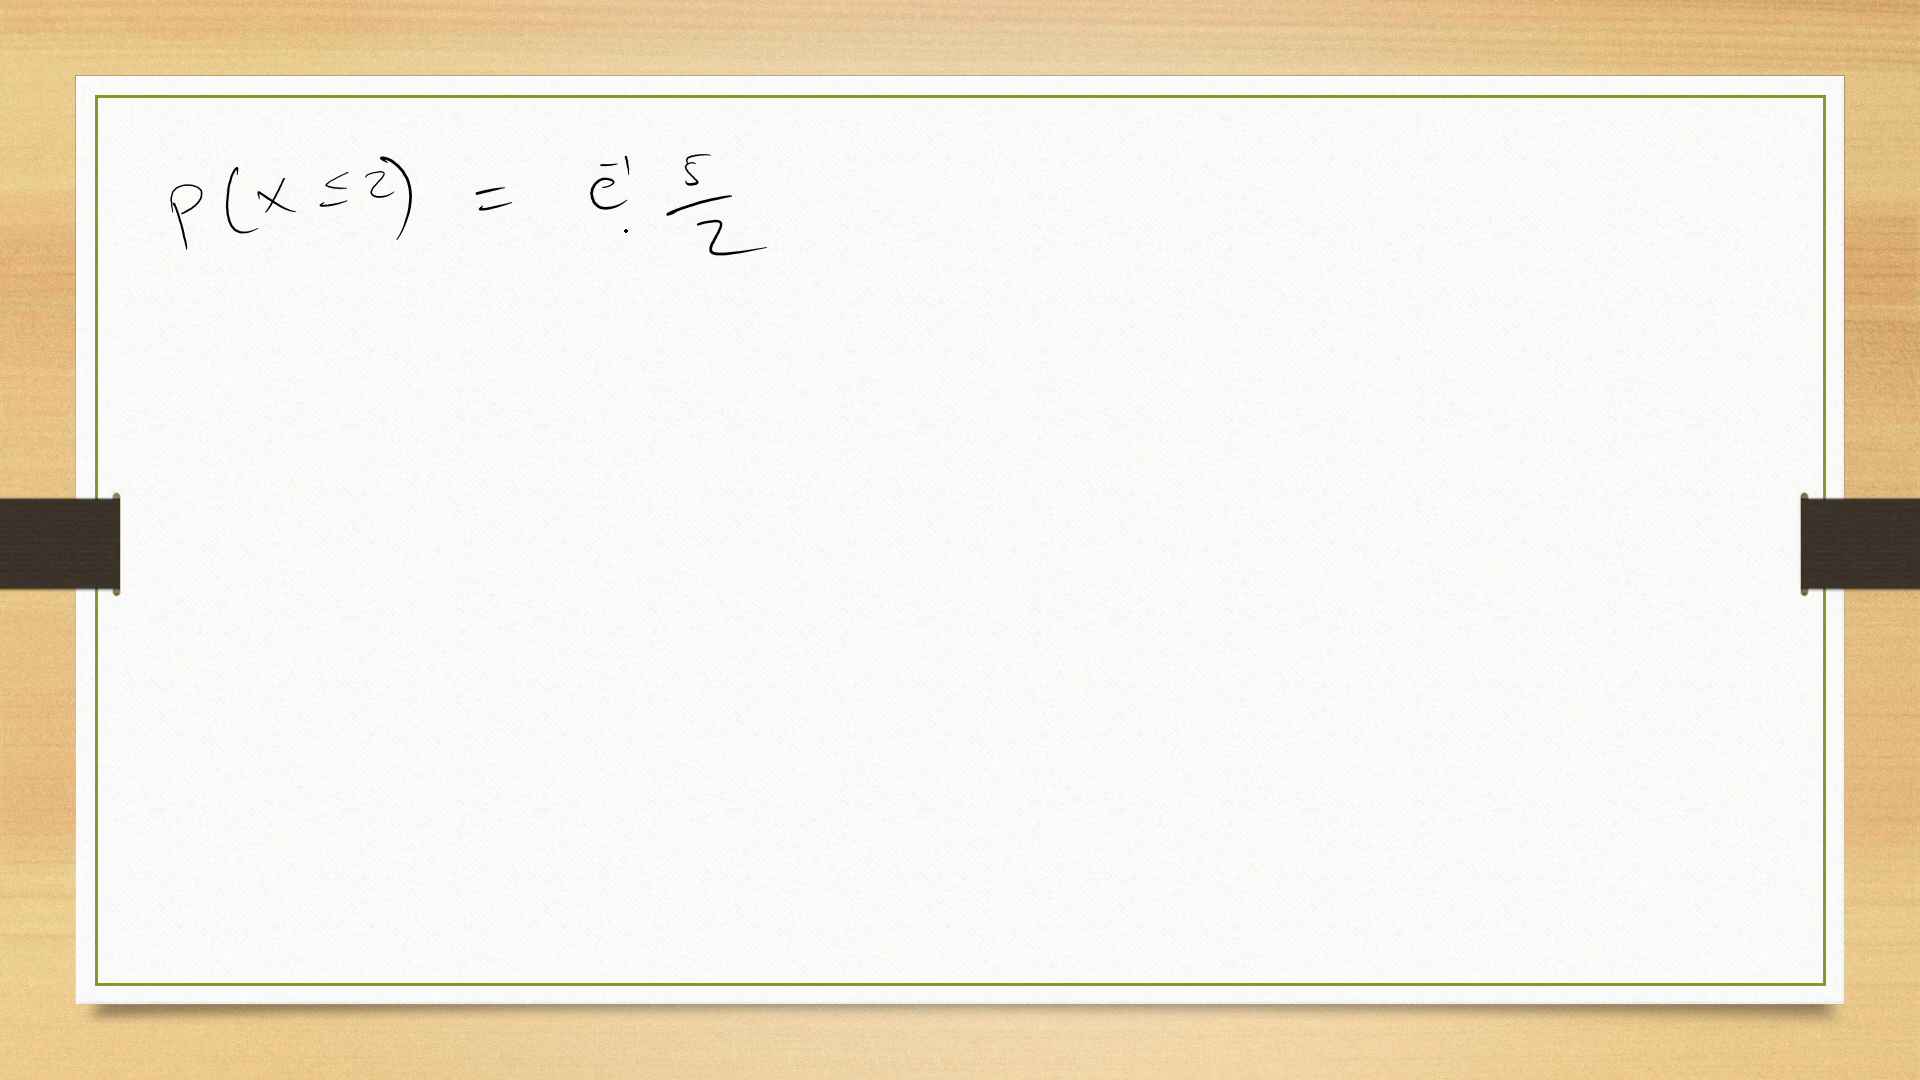 P(X ≤ 2) = e⁻¹ 5/2